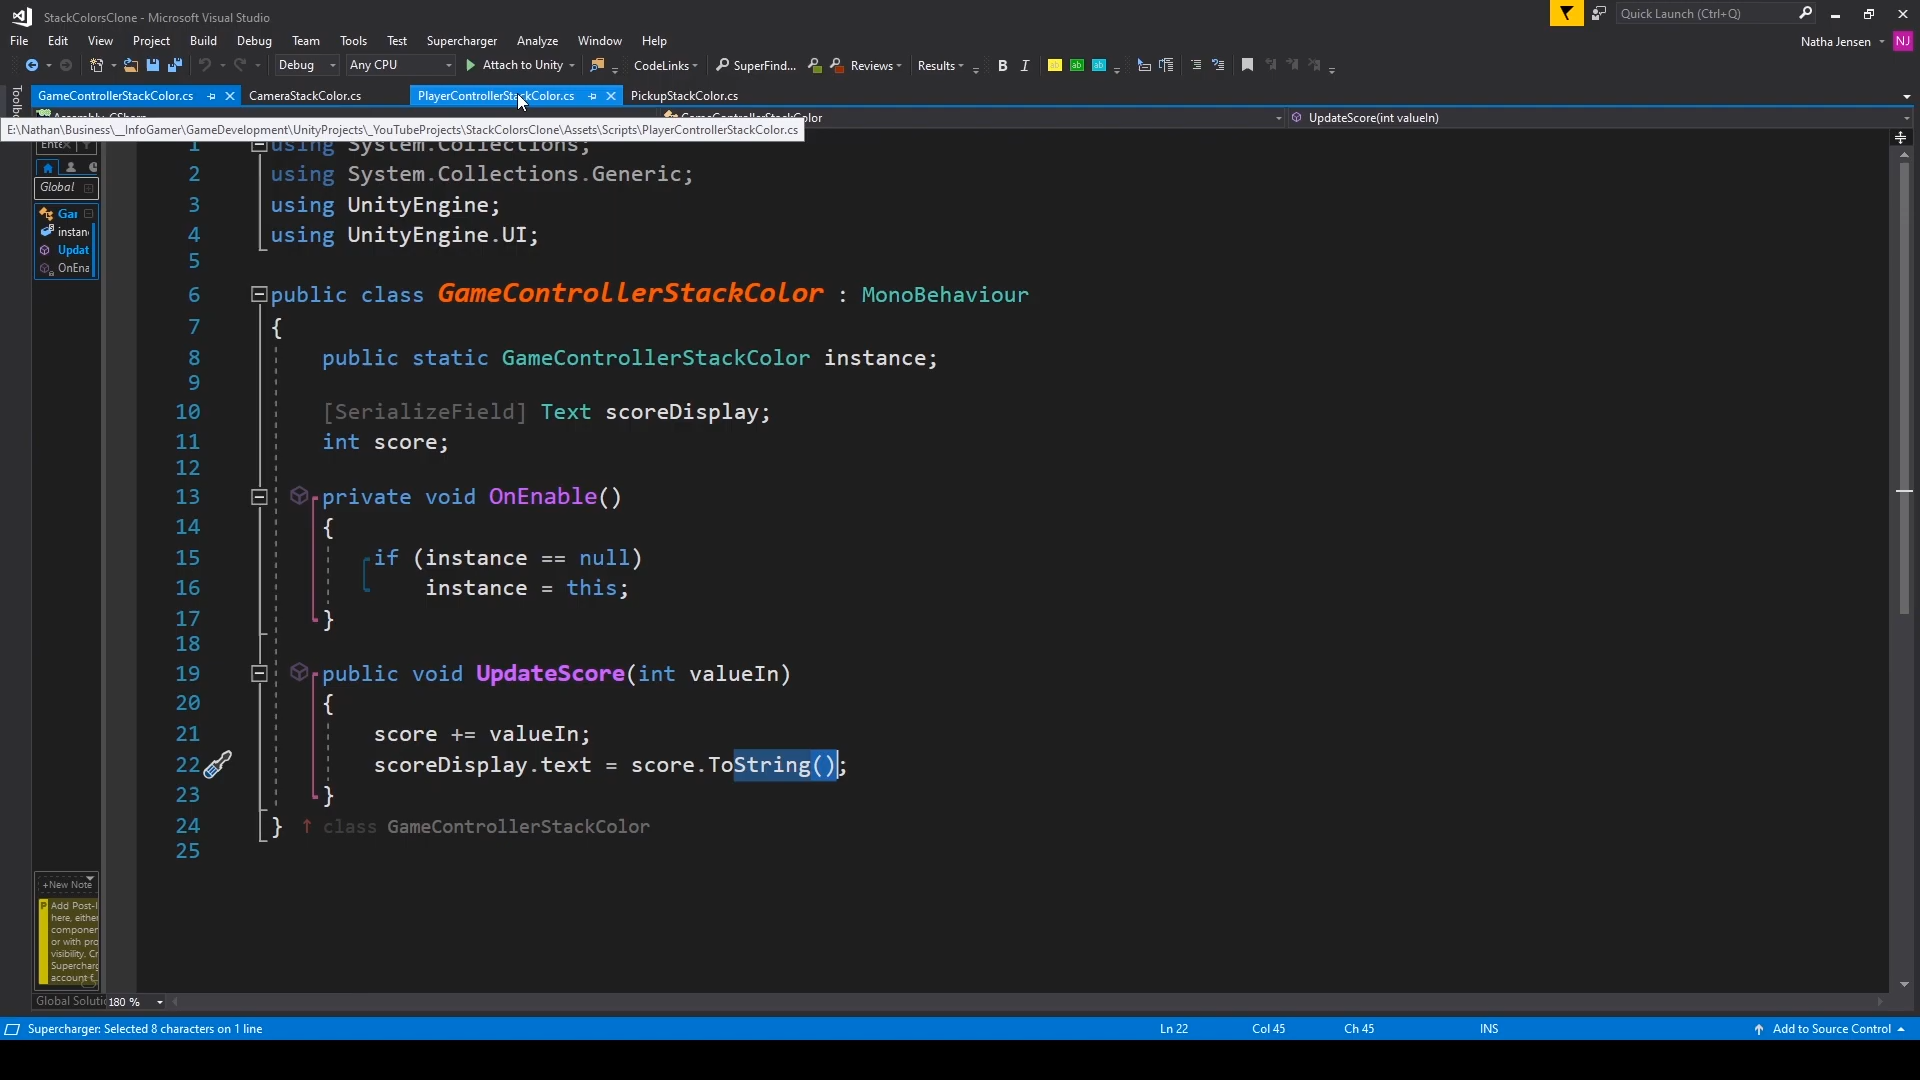 StackColorsClone - Microsoft Visual Studio
Quick Launch (Ctrl+Q)
File Edit View Project Build Debug Team Tools Test Supercharger Analyze Window Help
Natha Jensen NJ
Debug Any CPU Attach to Unity CodeLinks SuperFind... Reviews Results
B I ab ab ab
GameControllerStackColor.cs CameraStackColor.cs PlayerControllerStackColor.cs PickupStackColor.cs
UpdateScore(int valueIn)
E:\Nathan\Business\__InfoGamer\GameDevelopment\UnityProjects\_YouTubeProjects\StackColorsClone\Assets\Scripts\PlayerControllerStackColor.cs
Global
Gar
instan
Updat
OnEna
1 using System.Collections;
2 using System.Collections.Generic;
3 using UnityEngine;
4 using UnityEngine.UI;
5
6 public class GameControllerStackColor : MonoBehaviour
7 {
8 public static GameControllerStackColor instance;
9
10 [SerializeField] Text scoreDisplay;
11 int score;
12
13 private void OnEnable()
14 {
15 if (instance == null)
16 instance = this;
17 }
18
19 public void UpdateScore(int valueIn)
20 {
21 score += valueIn;
22 scoreDisplay.text = score.ToString();
23 }
24 } ↑ class GameControllerStackColor
25
+New Note
Add Post-I
here, either
componen
or with pro
visibility. Cr
Supercharg
account f...
Global Soluti 180 %
Supercharger: Selected 8 characters on 1 line
Ln 22 Col 45 Ch 45 INS
Add to Source Control